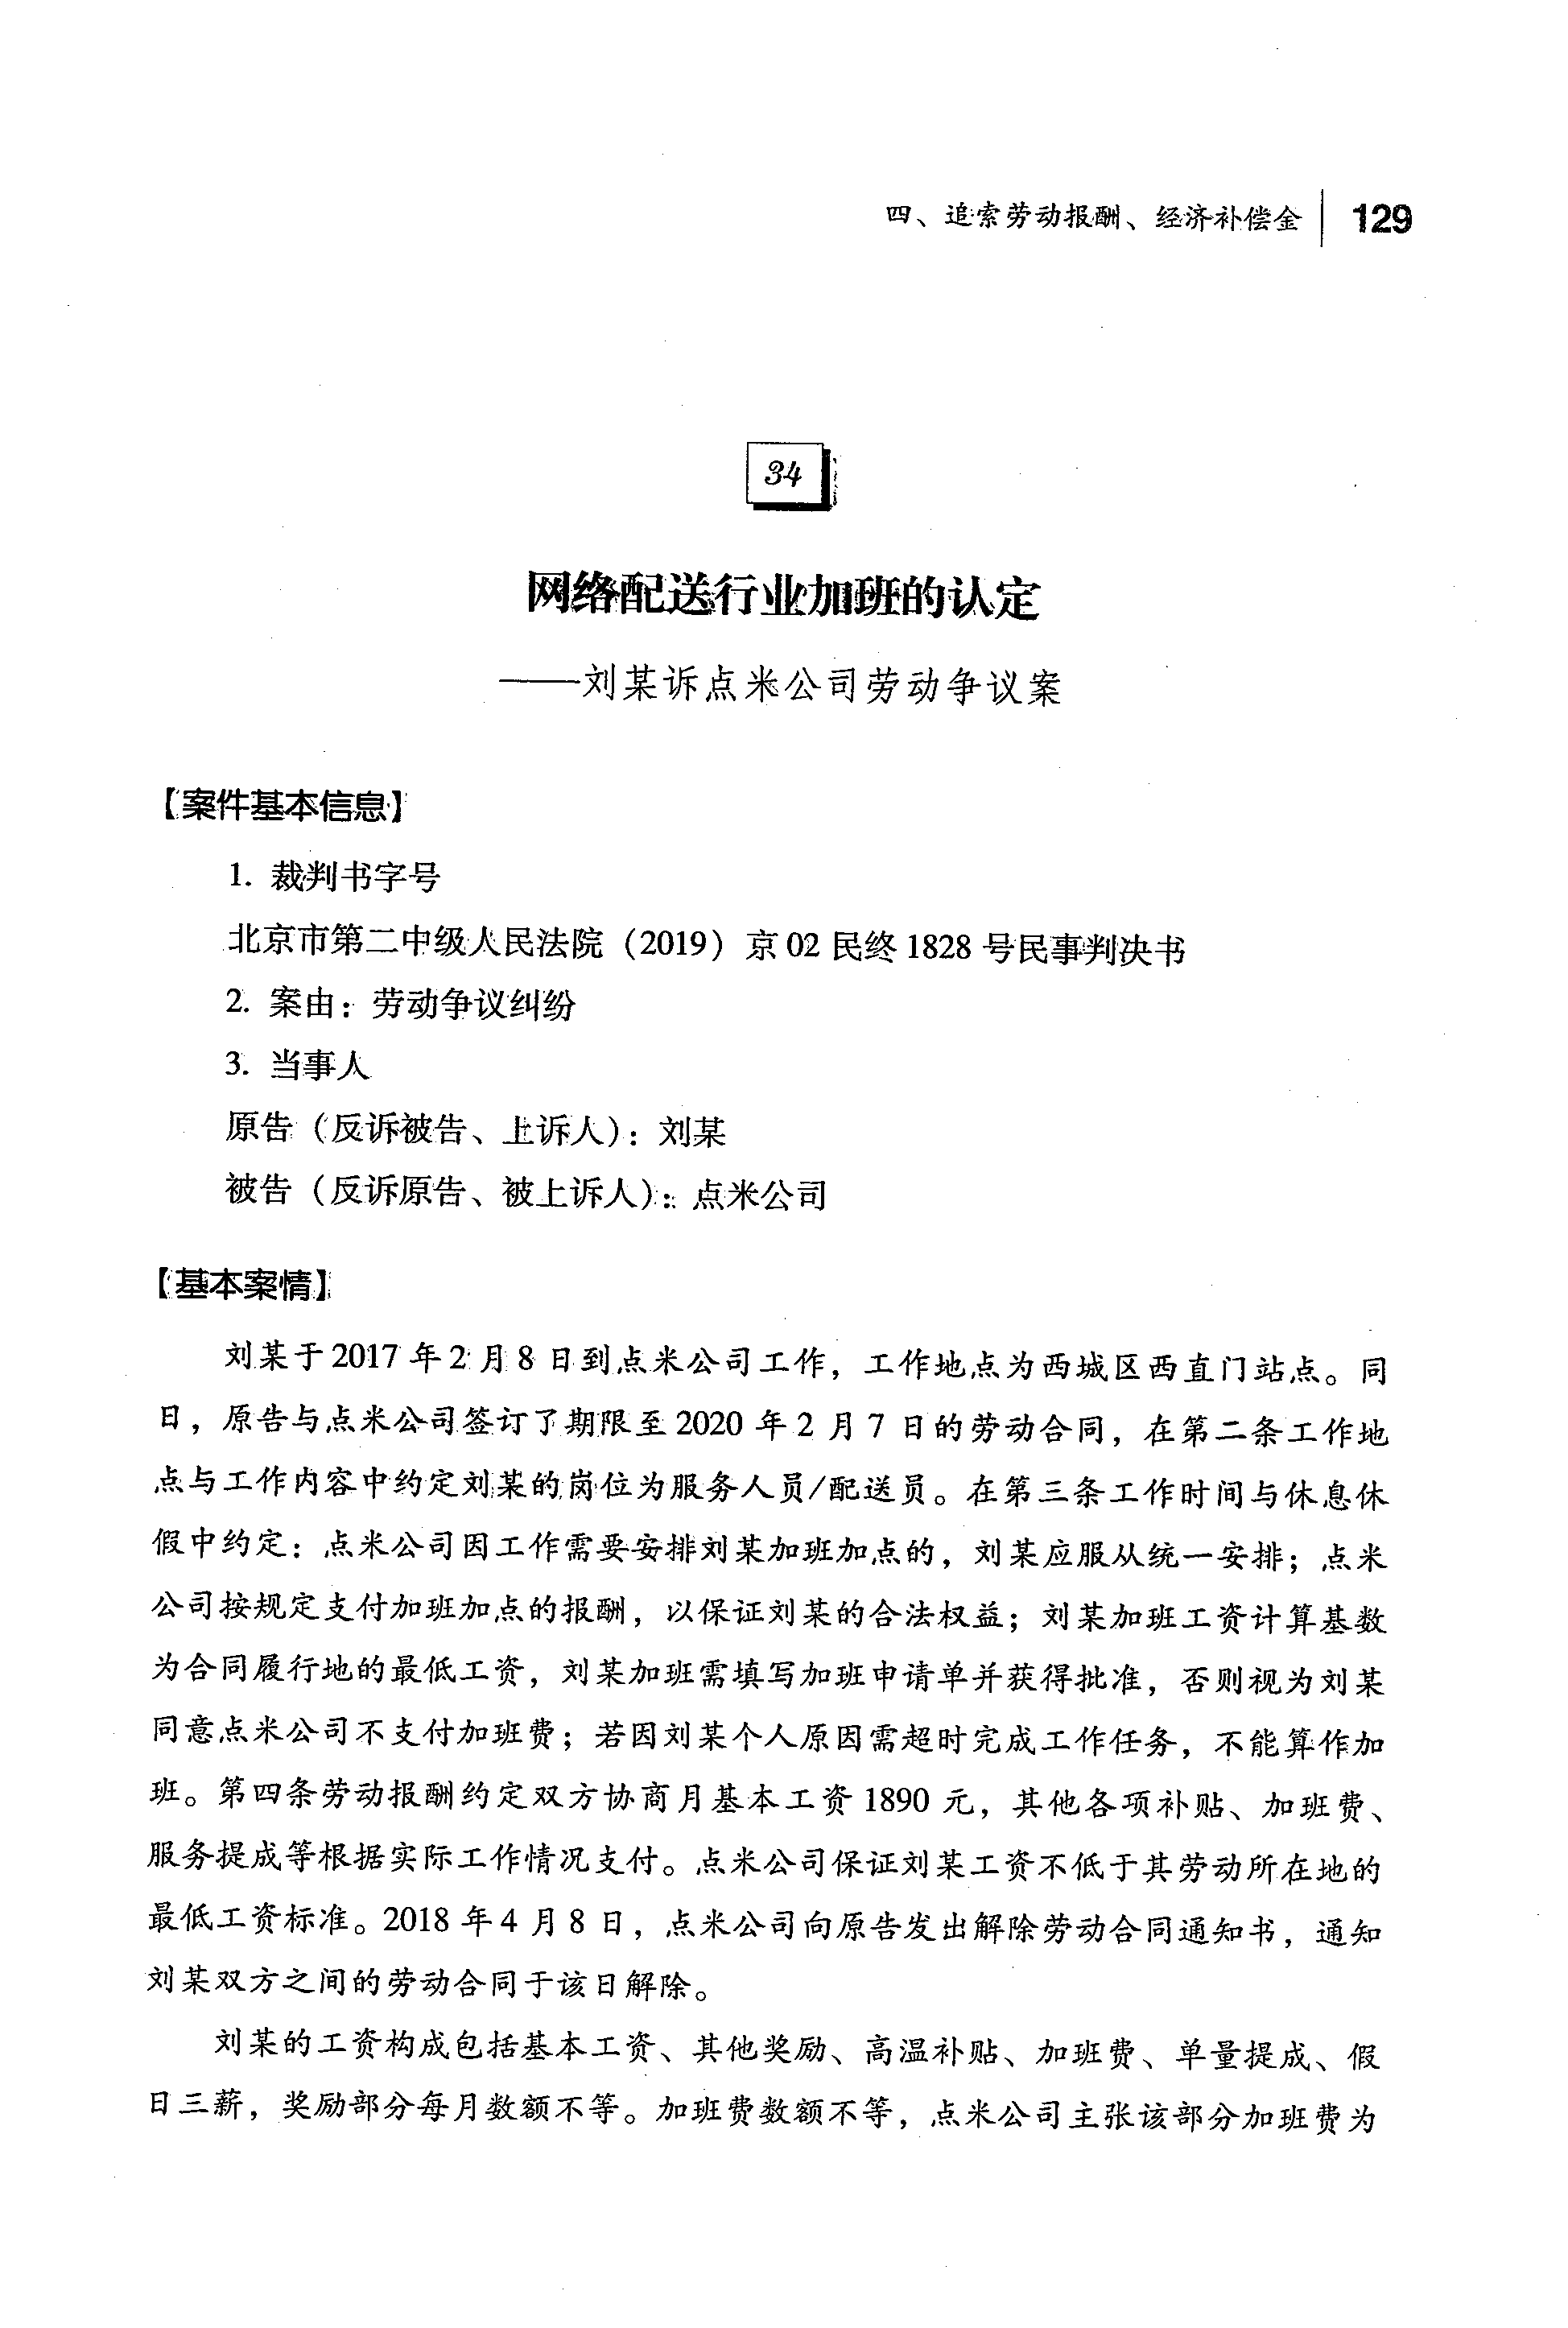 四、追索劳动报酬、经济补偿金 129
34
网络配送行业加班的认定
——刘某诉点米公司劳动争议案
【案件基本信息】
1. 裁判书字号
北京市第二中级人民法院（2019）京 02 民终 1828 号民事判决书
2. 案由：劳动争议纠纷
3. 当事人
原告（反诉被告、上诉人）：刘某
被告（反诉原告、被上诉人）：点米公司
【基本案情】
刘某于 2017 年 2 月 8 日到点米公司工作，工作地点为西城区西直门站点。同
日，原告与点米公司签订了期限至 2020 年 2 月 7 日的劳动合同，在第二条工作地
点与工作内容中约定刘某的岗位为服务人员/配送员。在第三条工作时间与休息休
假中约定：点米公司因工作需要安排刘某加班加点的，刘某应服从统一安排；点米
公司按规定支付加班加点的报酬，以保证刘某的合法权益；刘某加班工资计算基数
为合同履行地的最低工资，刘某加班需填写加班申请单并获得批准，否则视为刘某
同意点米公司不支付加班费；若因刘某个人原因需超时完成工作任务，不能算作加
班。第四条劳动报酬约定双方协商月基本工资 1890 元，其他各项补贴、加班费、
服务提成等根据实际工作情况支付。点米公司保证刘某工资不低于其劳动所在地的
最低工资标准。2018 年 4 月 8 日，点米公司向原告发出解除劳动合同通知书，通知
刘某双方之间的劳动合同于该日解除。
刘某的工资构成包括基本工资、其他奖励、高温补贴、加班费、单量提成、假
日三薪，奖励部分每月数额不等。加班费数额不等，点米公司主张该部分加班费为